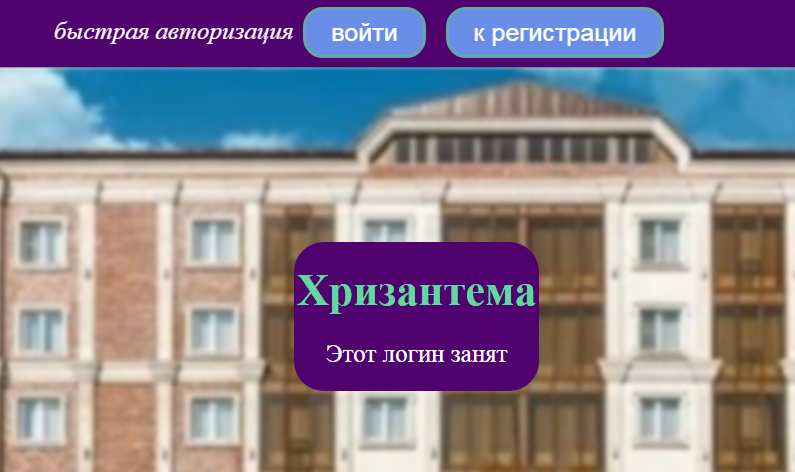 быстрая авторизация войти к регистрации
Хризантема
Этот логин занят